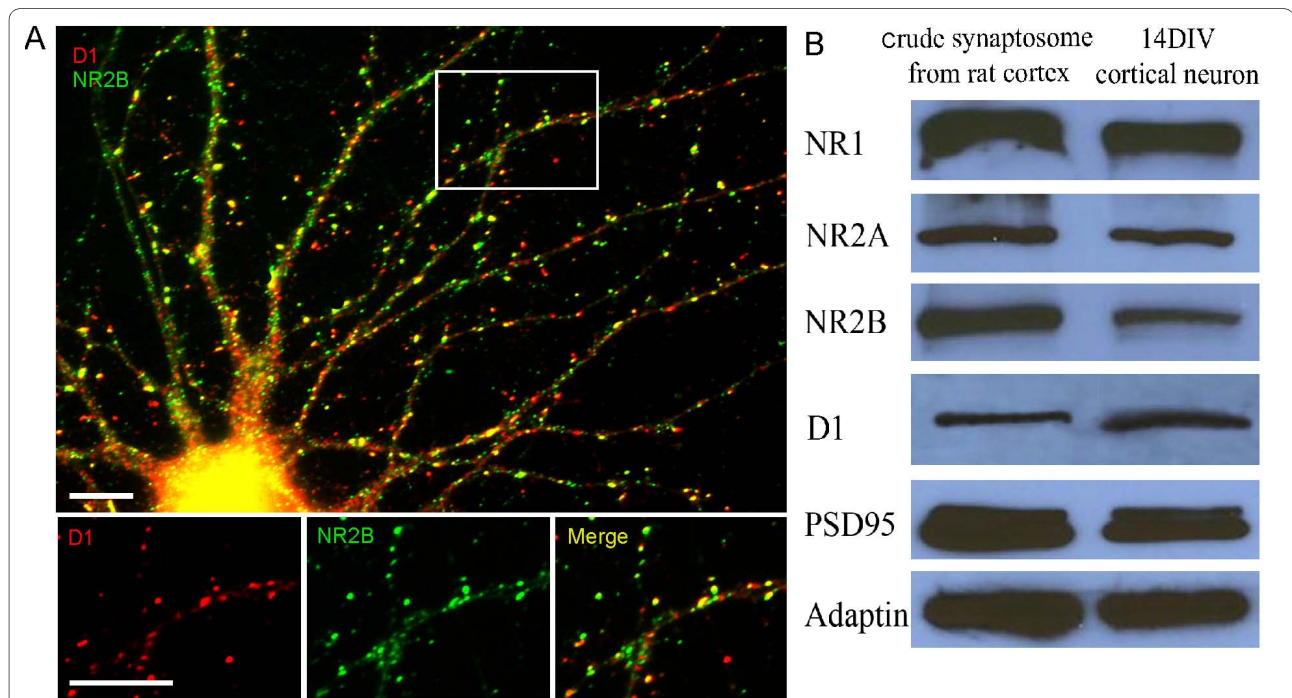 A
D1
NR2B
D1
NR2B
Merge
B
crude synaptosome
from rat cortex
14DIV
cortical neuron
NR1
NR2A
NR2B
D1
PSD95
Adaptin